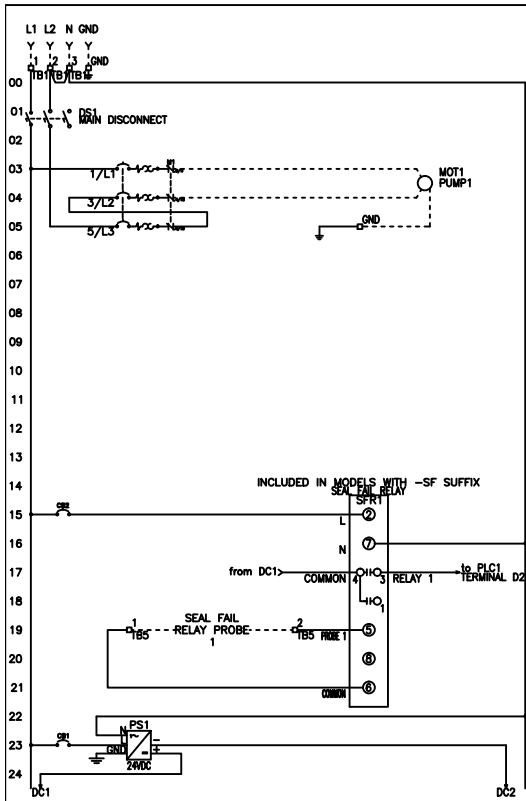 L1 L2 N GND
1 2 3 GND
TB1 TB1 TB1
00
01 DS1
MAIN DISCONNECT
02
03 1/L1 M1 MOT1
PUMP1
04 3/L2
05 5/L3 GND
06
07
08
09
10
11
12
13
14 INCLUDED IN MODELS WITH -SF SUFFIX
SEAL FAIL RELAY
SFR1
CB2
15 2
L
16 7
N
17 from DC1 COMMON 4 3 RELAY 1 to PLC1
TERMINAL D2
18 1
19 1 TB5 SEAL FAIL
RELAY PROBE
1
2 TB5 PROBE 1 5
20 8
21 COMMON 6
22 PS1
N
23 CB1 GND - +
24VDC
24
DC1 DC2